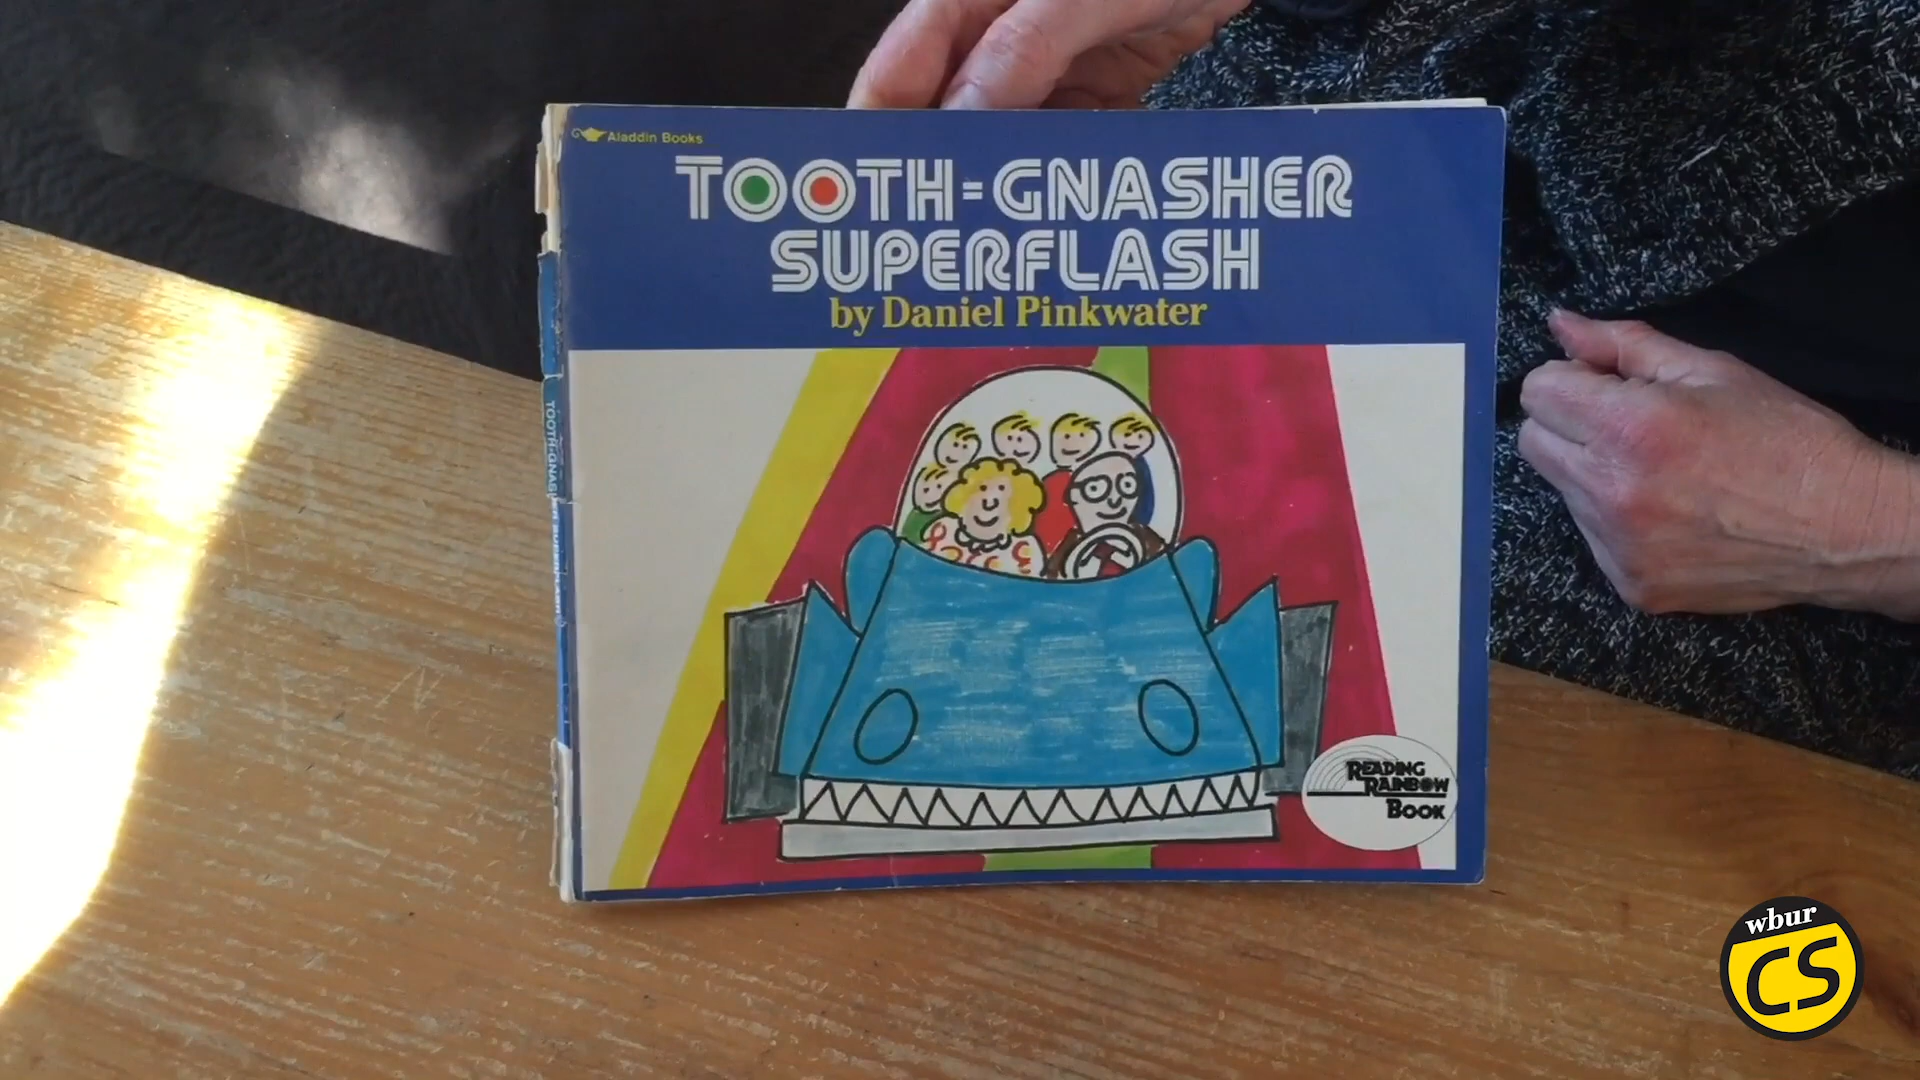 Aladdin Books
TOOTH-GNASHER
SUPERFLASH
by Daniel Pinkwater
TOOTH-GNASHER SUPERFLASH
READING
RAINBOW
BOOK
wbur
CS